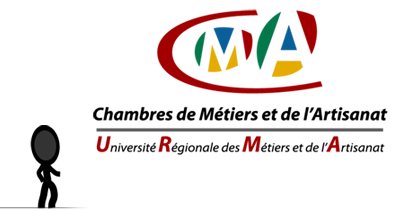 CMA
Chambres de Métiers et de l'Artisanat
Université Régionale des Métiers et de l'Artisanat